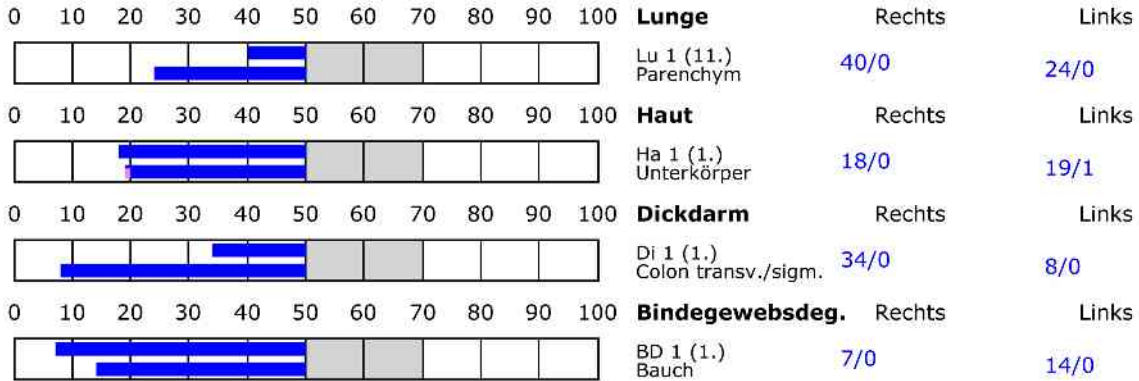 0 10 20 30 40 50 60 70 80 90 100 Lunge Rechts Links
Lu 1 (11.)
Parenchym 40/0 24/0
0 10 20 30 40 50 60 70 80 90 100 Haut Rechts Links
Ha 1 (1.)
Unterkörper 18/0 19/1
0 10 20 30 40 50 60 70 80 90 100 Dickdarm Rechts Links
Di 1 (1.)
Colon transv./sigm. 34/0 8/0
0 10 20 30 40 50 60 70 80 90 100 Bindegewebsdeg. Rechts Links
BD 1 (1.)
Bauch 7/0 14/0